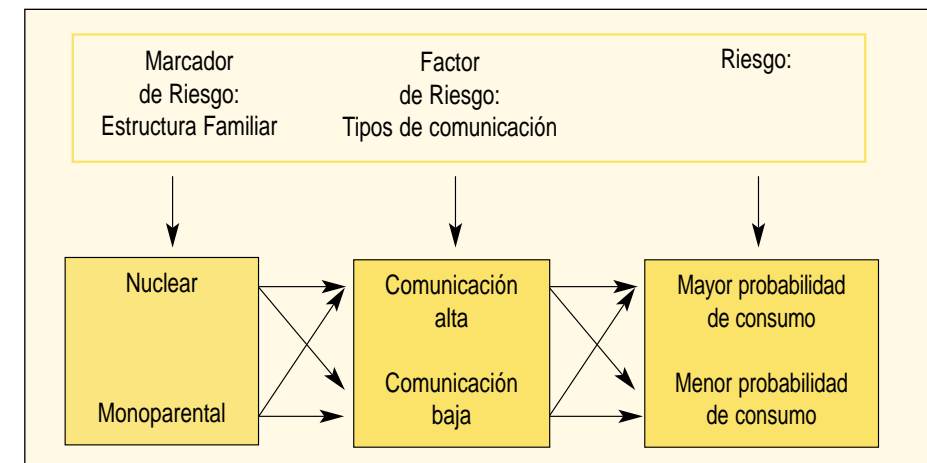 Marcador
de Riesgo:
Estructura Familiar
Factor
de Riesgo:
Tipos de comunicación
Riesgo:
Nuclear
Monoparental
Comunicación
alta
Comunicación
baja
Mayor probabilidad
de consumo
Menor probabilidad
de consumo